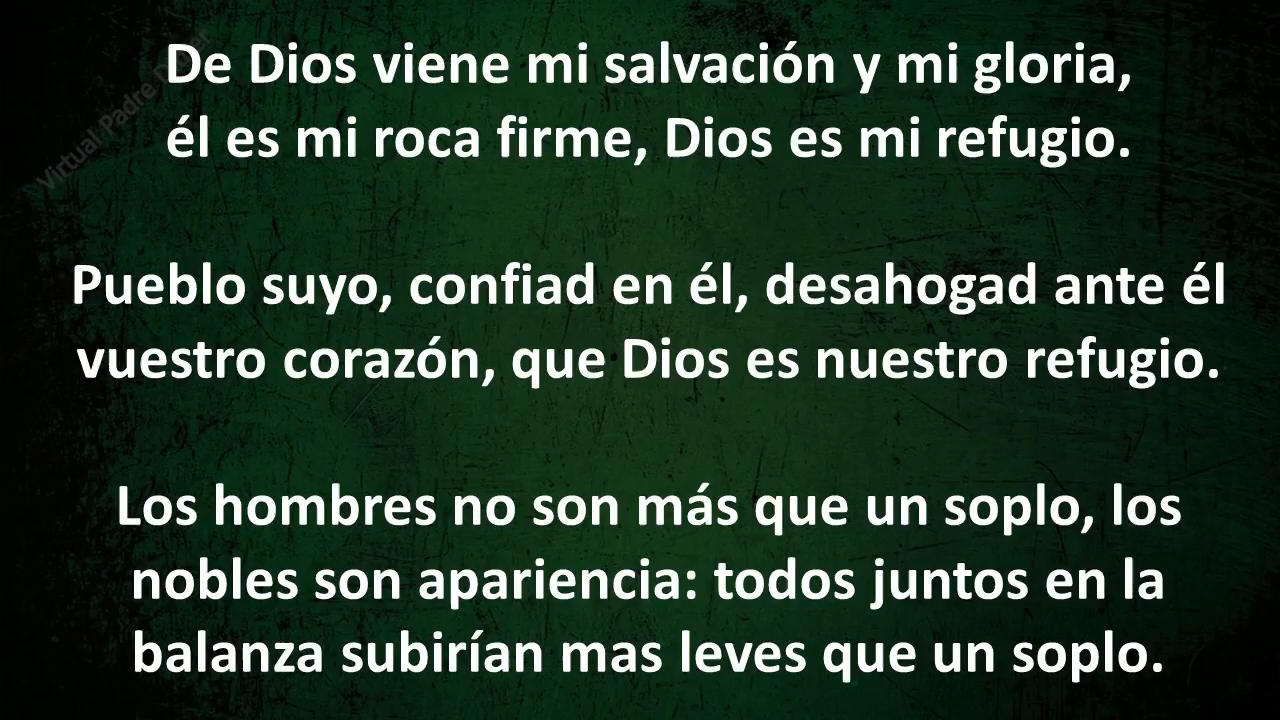 De Dios viene mi salvación y mi gloria,
él es mi roca firme, Dios es mi refugio.
Pueblo suyo, confiad en él, desahogad ante él
vuestro corazón, que Dios es nuestro refugio.
Los hombres no son más que un soplo, los
nobles son apariencia: todos juntos en la
balanza subirían mas leves que un soplo.
Virtual Padre